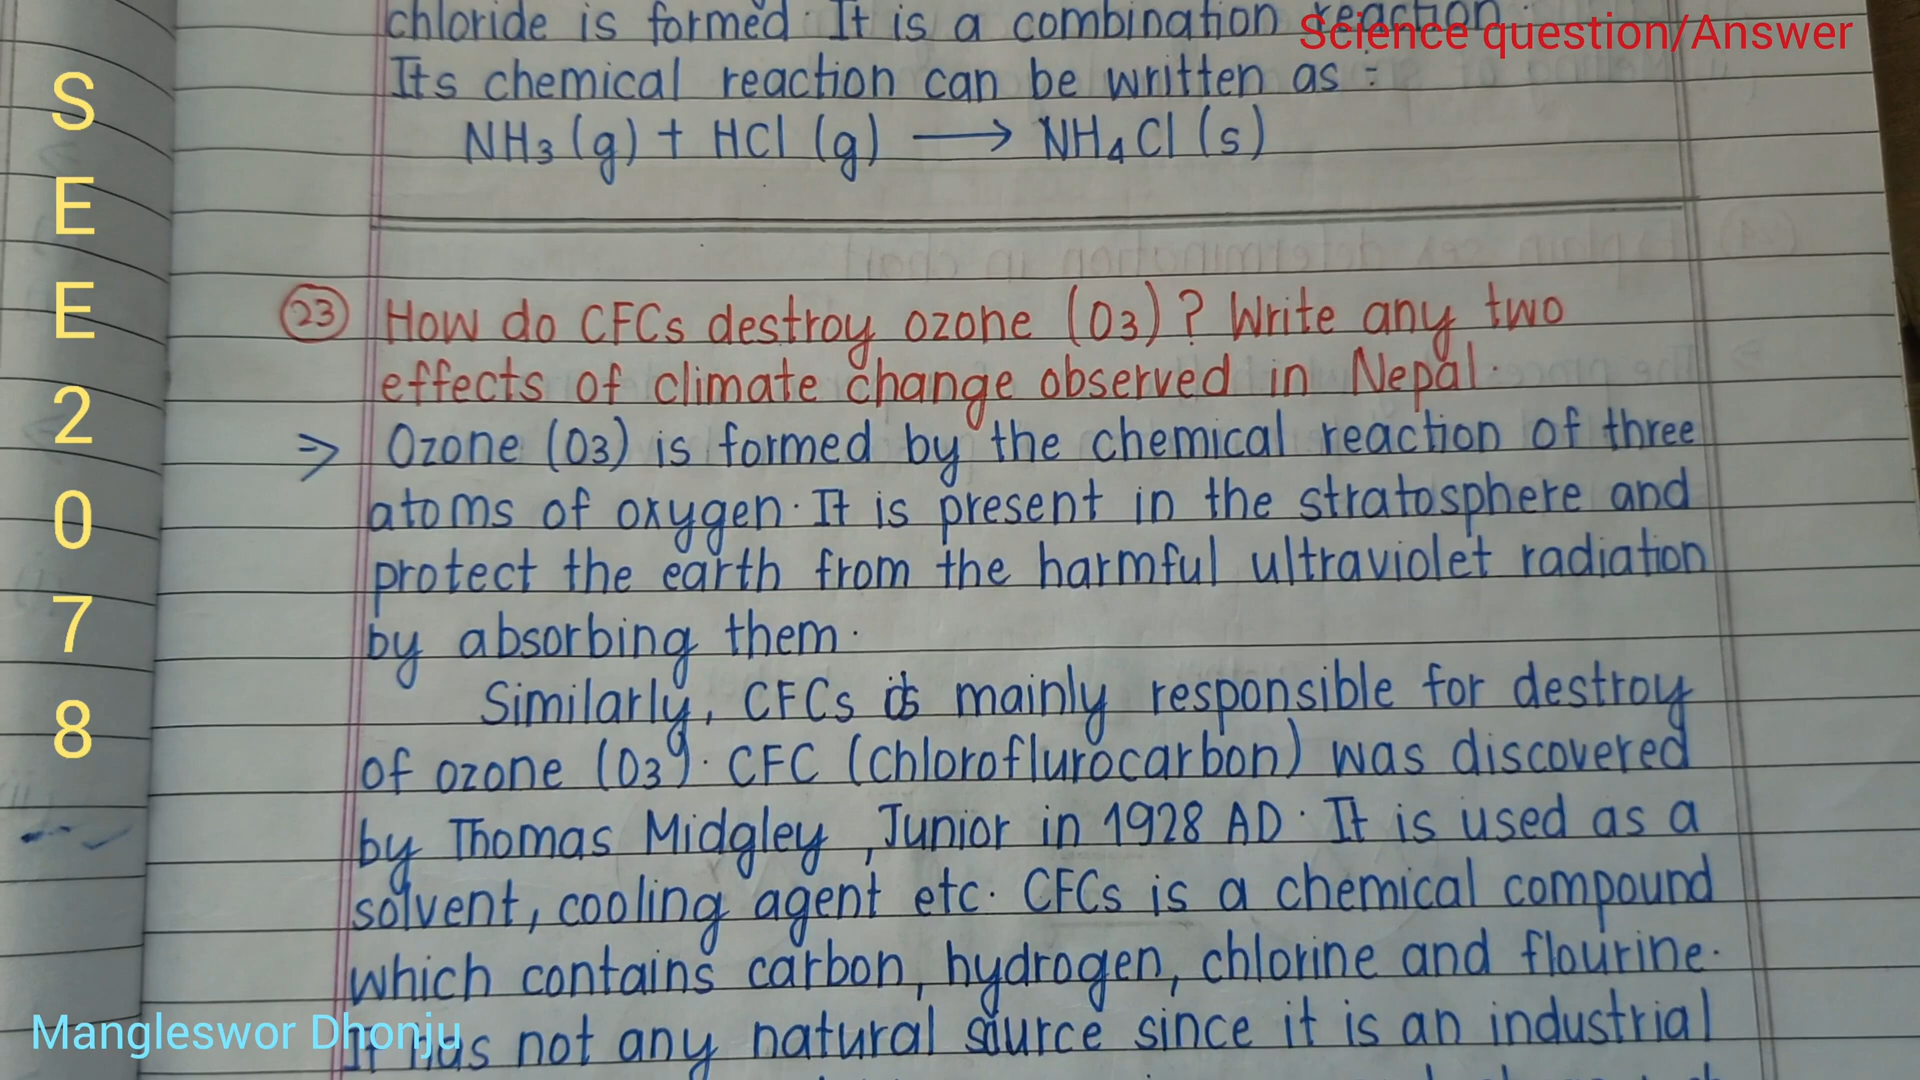 chloride is formed. It is a combination reaction.
Science question/Answer
Its chemical reaction can be written as :-
NH3 (g) + HCl (g) ⟶ NH4Cl (s)
SEE 2078
(23) How do CFCs destroy ozone (O3)? Write any two
effects of climate change observed in Nepal.
⇒ Ozone (O3) is formed by the chemical reaction of three
atoms of oxygen. It is present in the stratosphere and
protect the earth from the harmful ultraviolet radiation
by absorbing them.
Similarly, CFCs is mainly responsible for destroy
of ozone (O3). CFC (chloroflurocarbon) was discovered
by Thomas Midgley, Junior in 1928 AD. It is used as a
solvent, cooling agent etc. CFCs is a chemical compound
which contains carbon, hydrogen, chlorine and flourine.
It has not any natural source since it is an industrial
Mangleswor Dhonju